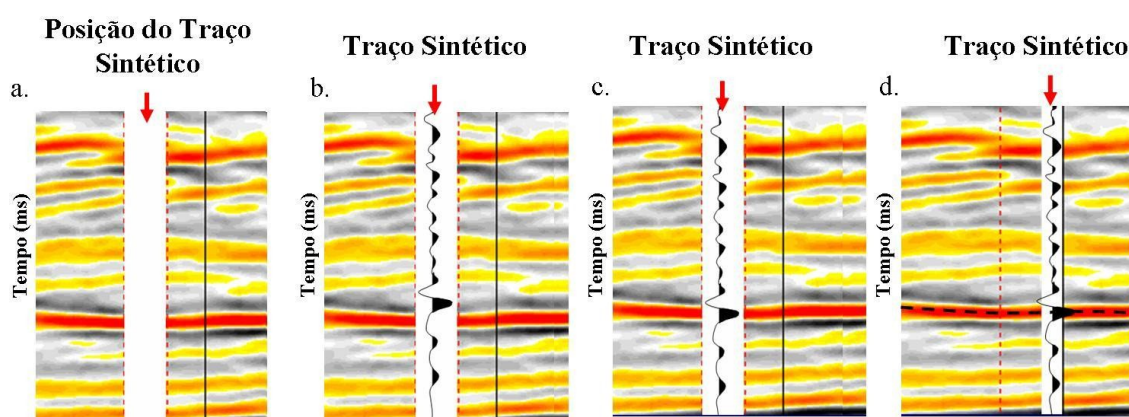 Posição do Traço
Sintético
a.
Tempo (ms)
Traço Sintético
b.
Tempo (ms)
Traço Sintético
c.
Tempo (ms)
Traço Sintético
d.
Tempo (ms)